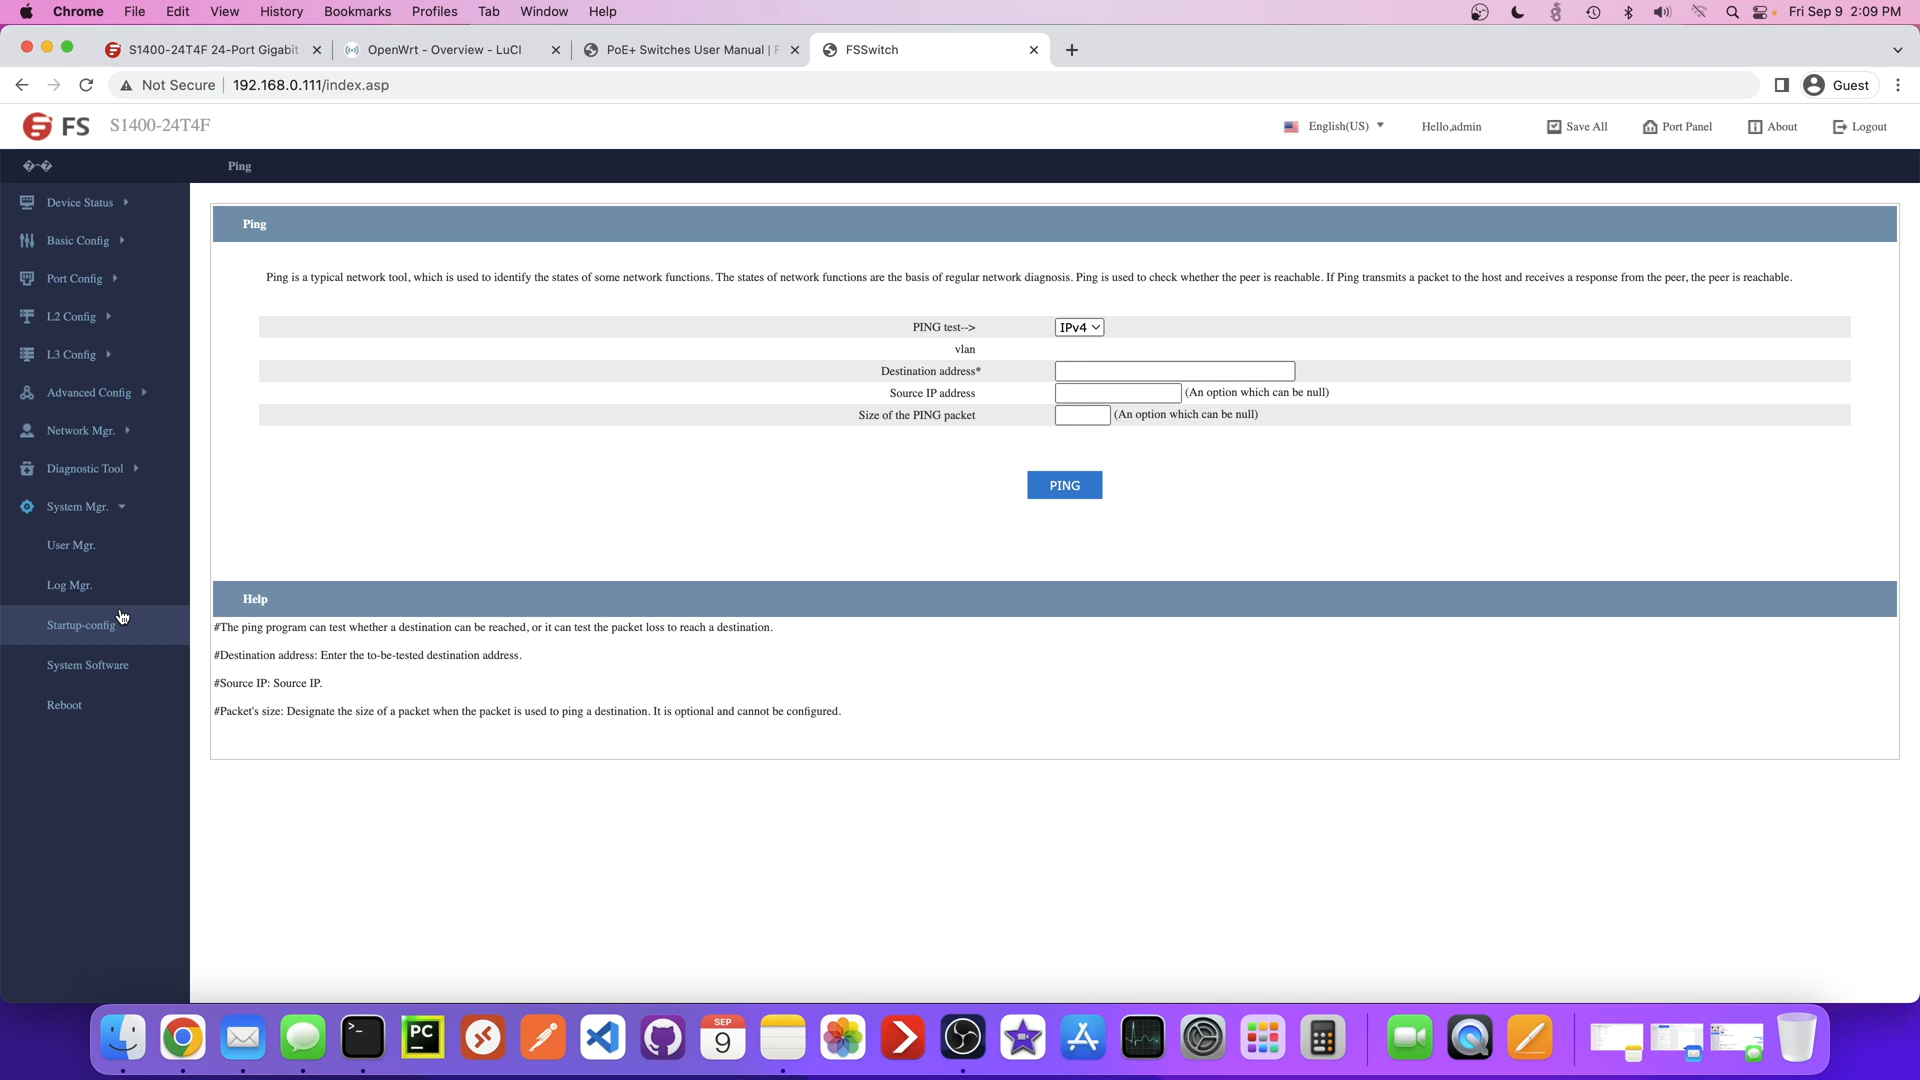 Chrome File Edit View History Bookmarks Profiles Tab Window Help Fri Sep 9 2:09 PM
S1400-24T4F 24-Port Gigabit OpenWrt - Overview - LuCI PoE+ Switches User Manual | F FSSwitch
Not Secure 192.168.0.111/index.asp Guest
FS S1400-24T4F English(US) Hello,admin Save All Port Panel About Logout
�~� Ping
Device Status
Basic Config
Port Config
L2 Config
L3 Config
Advanced Config
Network Mgr.
Diagnostic Tool
System Mgr.
User Mgr.
Log Mgr.
Startup-config
System Software
Reboot
Ping
Ping is a typical network tool, which is used to identify the states of some network functions. The states of network functions are the basis of regular network diagnosis. Ping is used to check whether the peer is reachable. If Ping transmits a packet to the host and receives a response from the peer, the peer is reachable.
PING test--> IPv4
vlan
Destination address*
Source IP address (An option which can be null)
Size of the PING packet (An option which can be null)
PING
Help
#The ping program can test whether a destination can be reached, or it can test the packet loss to reach a destination.
#Destination address: Enter the to-be-tested destination address.
#Source IP: Source IP.
#Packet's size: Designate the size of a packet when the packet is used to ping a destination. It is optional and cannot be configured.
>_ PC SEP 9